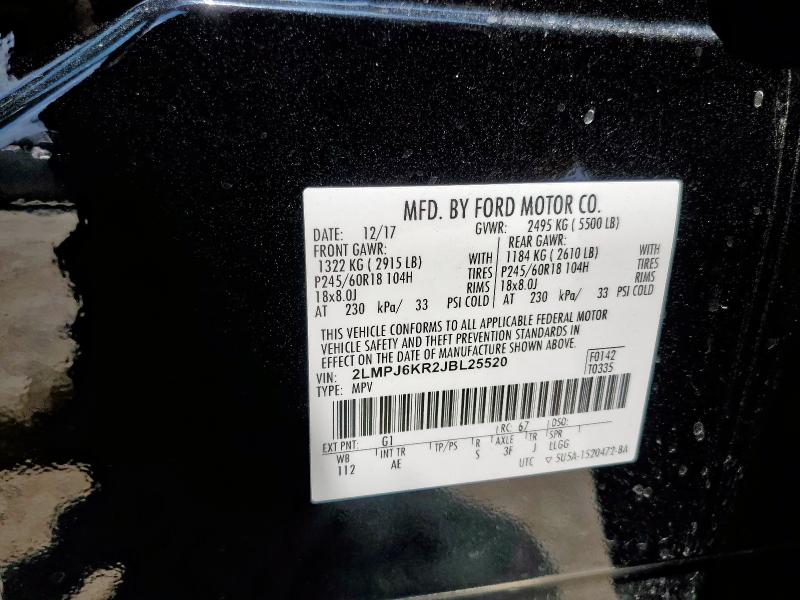 MFD. BY FORD MOTOR CO.
DATE: 12/17 GVWR: 2495 KG ( 5500 LB)
FRONT GAWR: REAR GAWR:
1322 KG ( 2915 LB) WITH 1184 KG ( 2610 LB) WITH
P245/60R18 104H TIRES P245/60R18 104H TIRES
18x8.0J RIMS 18x8.0J RIMS
AT 230 kPa/ 33 PSI COLD AT 230 kPa/ 33 PSI COLD
THIS VEHICLE CONFORMS TO ALL APPLICABLE FEDERAL MOTOR
VEHICLE SAFETY AND THEFT PREVENTION STANDARDS IN
EFFECT ON THE DATE OF MANUFACTURE SHOWN ABOVE.
VIN: 2LMPJ6KR2JBL25520 F0142
TYPE: MPV T0335
EXT PNT: G1 RC: 67 DSO:
WB INT TR TP/PS R AXLE TR SPR
112 AE S 3F J LLGG
UTC ▽ 5U5A-1520472-BA